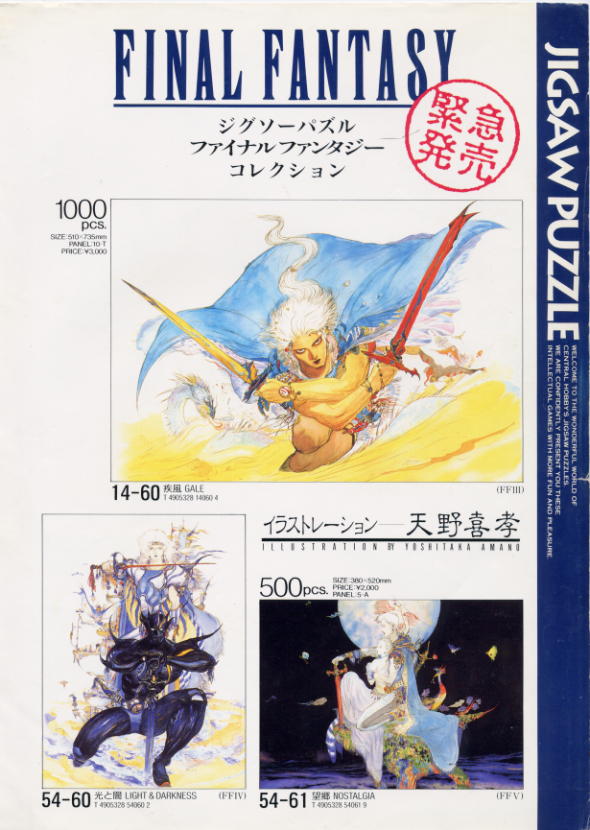 FINAL FANTASY
ジグソーパズル
ファイナルファンタジー
コレクション
緊急
発売
JIGSAW PUZZLE
WELCOME TO THE WONDERFUL WORLD OF
CENTRAL HOBBY'S JIGSAW PUZZLES.
WE ARE CONFIDENTLY PRESENT YOU THESE
INTELLECTUAL GAMES WITH MORE FUN AND PLEASURE.
1000
pcs.
SIZE:510×735mm
PANEL:10-T
PRICE:¥3,000
14-60 疾風 GALE (FFIII)
T 4905328 14060 4
イラストレーション──天野喜孝
ILLUSTRATION BY YOSHITAKA AMANO
500pcs.
SIZE: 380×520mm
PRICE:¥2,000
PANEL:5-A
54-60 光と闇 LIGHT & DARKNESS (FFIV)
T 4905328 54060 2
54-61 望郷 NOSTALGIA (FFV)
T 4905328 54061 9